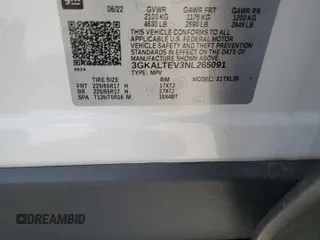 06/22 GVWR GAWR FRT GAWR RR
2100 KG 1175 KG 1200 KG
4630 LB 2590 LB 2645 LB
THIS VEHICLE CONFORMS TO ALL APPLICABLE
U.S. FEDERAL MOTOR VEHICLE SAFETY AND
THEFT PREVENTION STANDARDS IN EFFECT ON
THE DATE OF MANUFACTURE SHOWN ABOVE.
3GKALTEV3NL265091
TYPE: MPV MODEL:
TIRE SIZE RIM
FRT 225/65R17 H 17X7J
RR 225/65R17 H 17X7J
SPA T135/70R16 M 16X4BT
DREAMBID